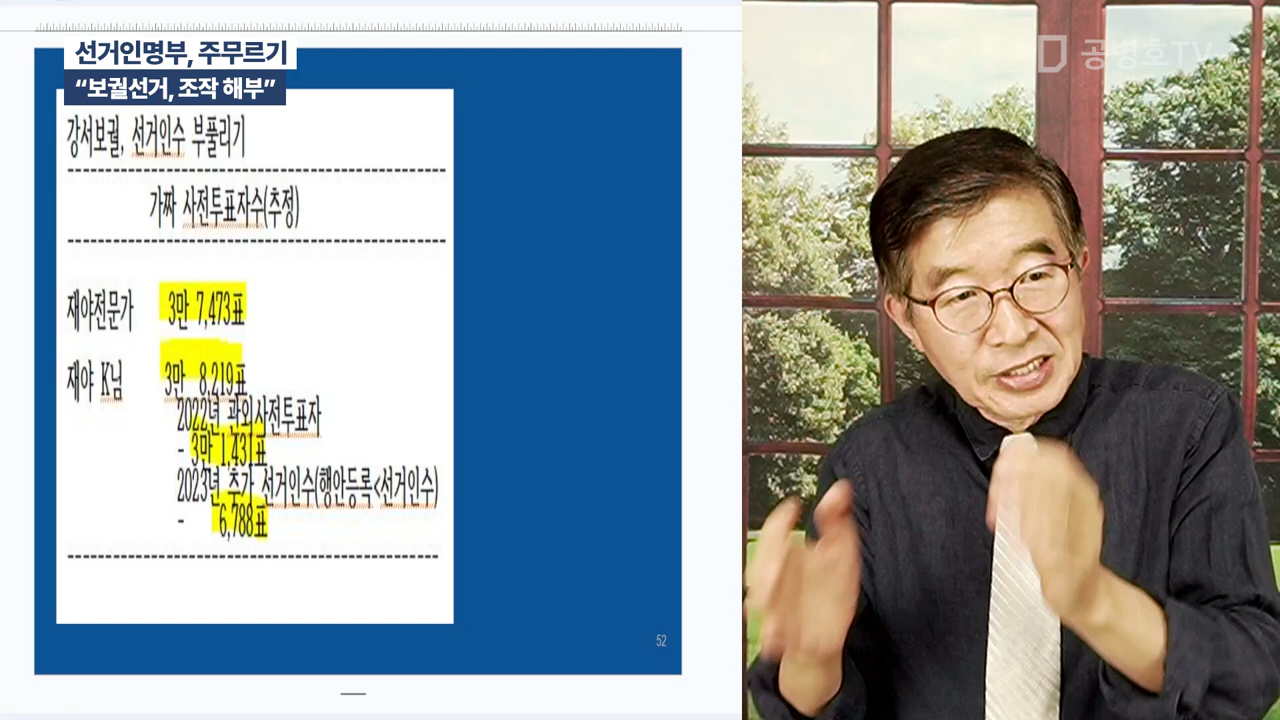 선거인명부, 주무르기
“보궐선거, 조작 해부”
공병호TV
강서보궐, 선거인수 부풀리기
가짜 사전투표자수(추정)
재야전문가 3만 7,473표
재야 K님 3만 8,219표
2022년 관외사전투표자
- 3만 1,431표
2023년 추가 선거인수(행안등록<선거인수)
- 6,788표
52